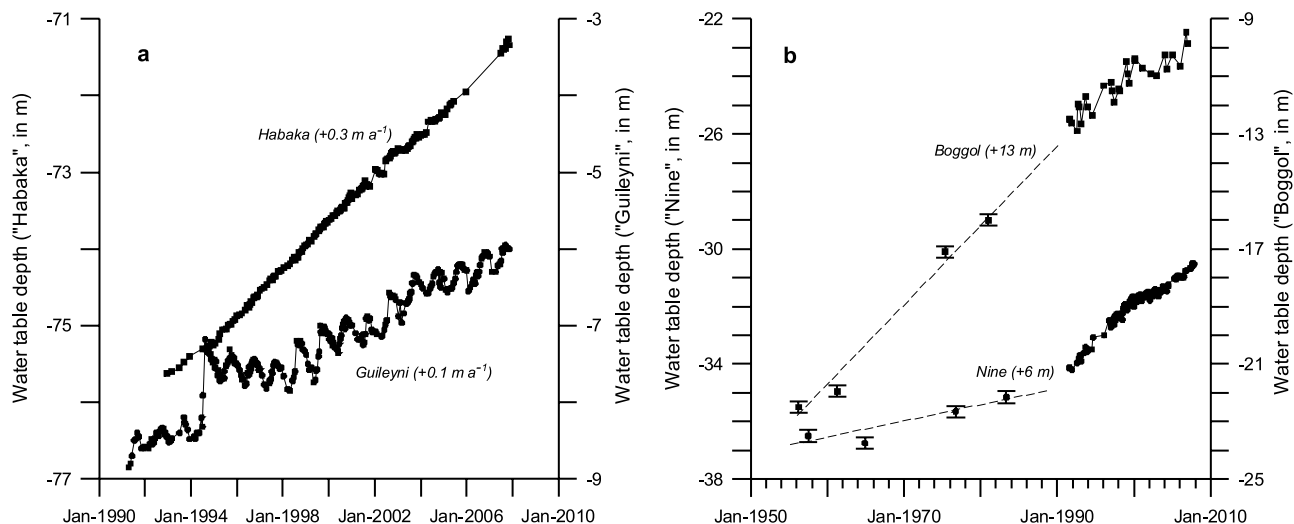 a
Water table depth ("Habaka", in m)
-71
-73
-75
-77
Habaka (+0.3 m a⁻¹)
Guileyni (+0.1 m a⁻¹)
-3
-5
-7
-9
Water table depth ("Guileyni", in m)
Jan-1990 Jan-1994 Jan-1998 Jan-2002 Jan-2006 Jan-2010
b
Water table depth ("Nine", in m)
-22
-26
-30
-34
-38
Boggol (+13 m)
Nine (+6 m)
-9
-13
-17
-21
-25
Water table depth ("Boggol", in m)
Jan-1950 Jan-1970 Jan-1990 Jan-2010